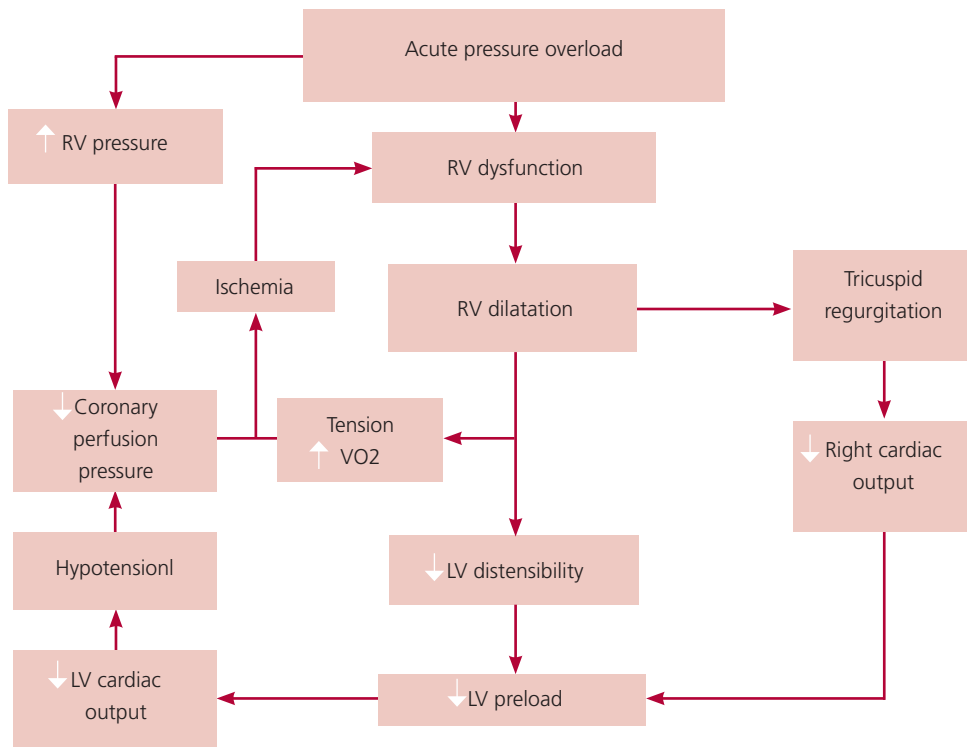 Acute pressure overload
↑ RV pressure
RV dysfunction
Ischemia
RV dilatation
Tricuspid
regurgitation
↓ Coronary
perfusion
pressure
Tension
↑ VO2
↓ Right cardiac
output
Hypotensionl
↓ LV distensibility
↓ LV cardiac
output
↓ LV preload